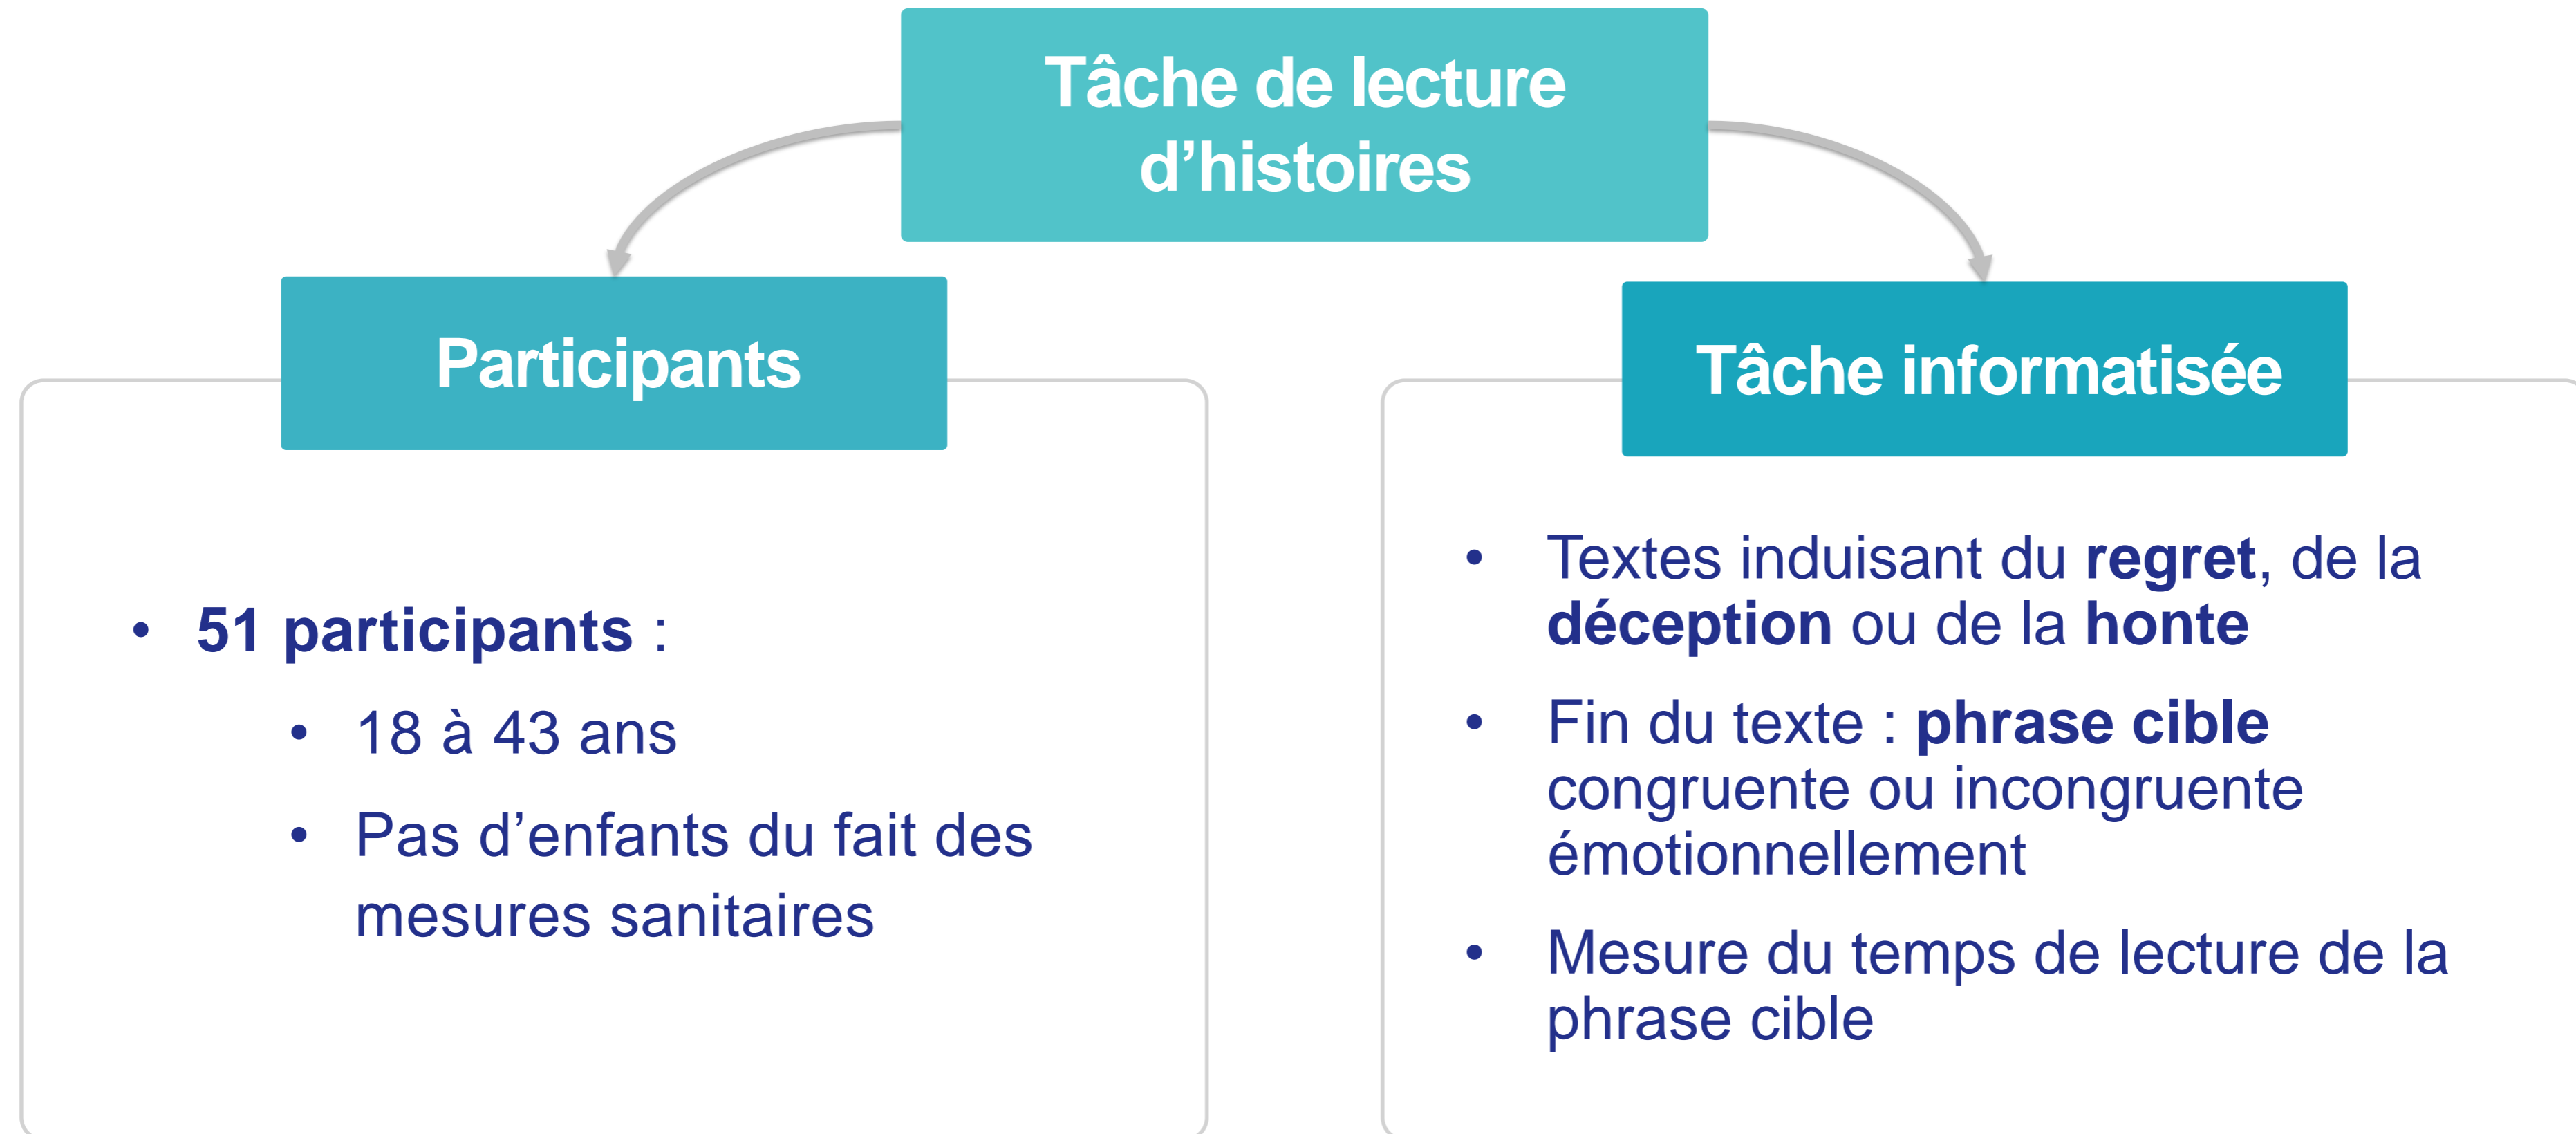 Tâche de lecture
d’histoires
Participants
• 51 participants :
• 18 à 43 ans
• Pas d’enfants du fait des
mesures sanitaires
Tâche informatisée
• Textes induisant du regret, de la
déception ou de la honte
• Fin du texte : phrase cible
congruente ou incongruente
émotionnellement
• Mesure du temps de lecture de la
phrase cible